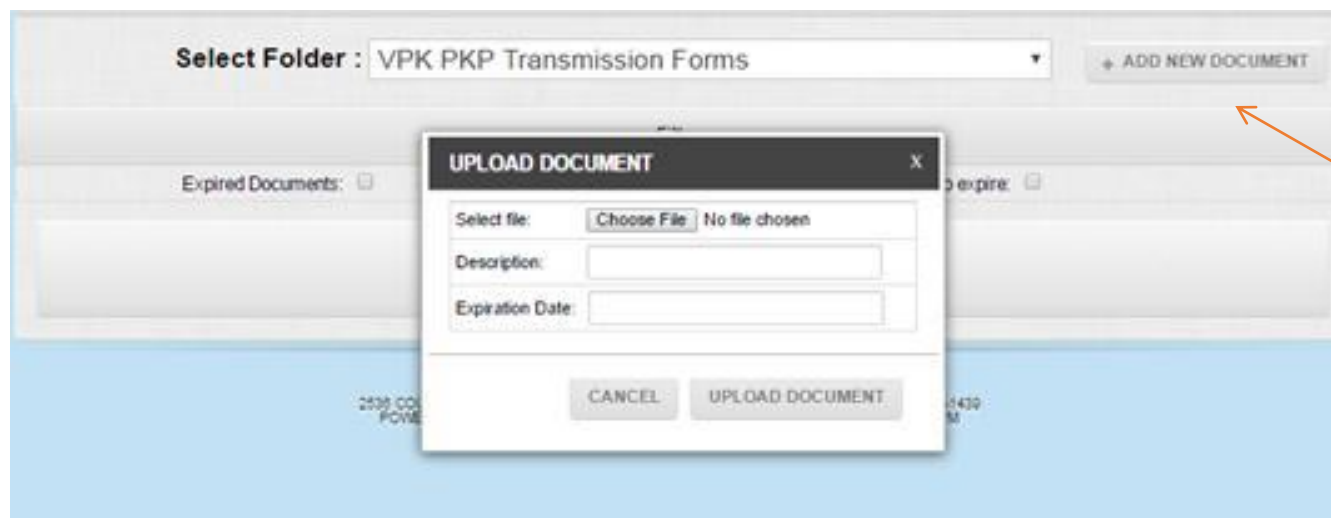 Select Folder : VPK PKP Transmission Forms + ADD NEW DOCUMENT
UPLOAD DOCUMENT x
Expired Documents: expire:
Select file: Choose File No file chosen
Description:
Expiration Date:
CANCEL UPLOAD DOCUMENT